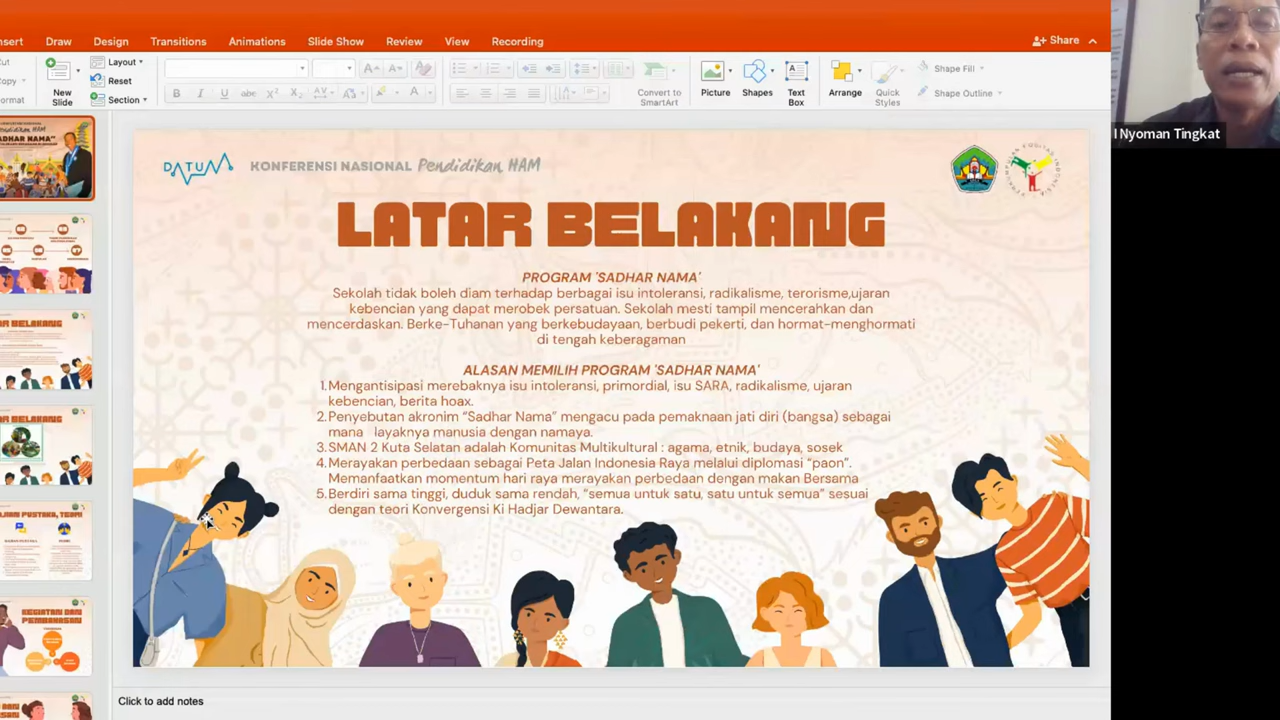 nsert Draw Design Transitions Animations Slide Show Review View Recording Share
Cut Copy Format
New Slide Layout Reset Section
Convert to SmartArt Picture Shapes Text Box Arrange Quick Styles Shape Fill Shape Outline
I Nyoman Tingkat
DATUM KONFERENSI NASIONAL Pendidikan HAM
LATAR BELAKANG
PROGRAM 'SADHAR NAMA'
Sekolah tidak boleh diam terhadap berbagai isu intoleransi, radikalisme, terorisme,ujaran
kebencian yang dapat merobek persatuan. Sekolah mesti tampil mencerahkan dan
mencerdaskan. Berke-Tuhanan yang berkebudayaan, berbudi pekerti, dan hormat-menghormati
di tengah keberagaman
ALASAN MEMILIH PROGRAM 'SADHAR NAMA'
1. Mengantisipasi merebaknya isu intoleransi, primordial, isu SARA, radikalisme, ujaran
kebencian, berita hoax.
2. Penyebutan akronim “Sadhar Nama” mengacu pada pemaknaan jati diri (bangsa) sebagai
mana layaknya manusia dengan namaya.
3. SMAN 2 Kuta Selatan adalah Komunitas Multikultural : agama, etnik, budaya, sosek
4. Merayakan perbedaan sebagai Peta Jalan Indonesia Raya melalui diplomasi “paon”.
Memanfaatkan momentum hari raya merayakan perbedaan dengan makan Bersama
5. Berdiri sama tinggi, duduk sama rendah, “semua untuk satu, satu untuk semua” sesuai
dengan teori Konvergensi Ki Hadjar Dewantara.
Click to add notes